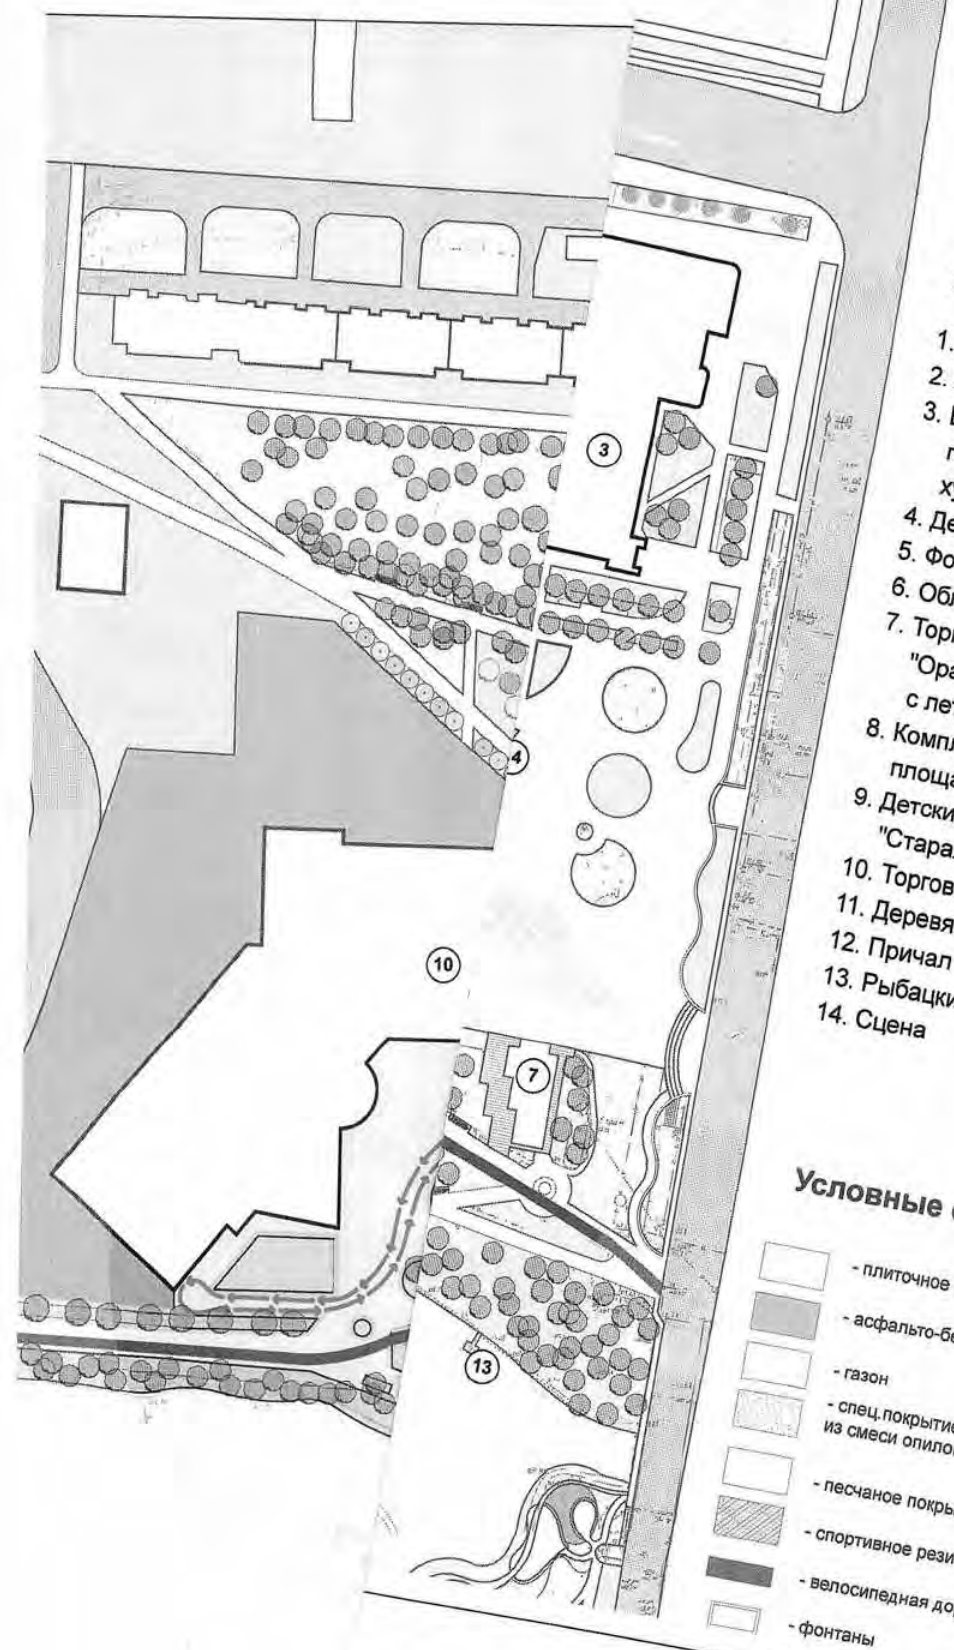 3
4
10
7
13
1.
2.
3.
4. Де
5. Фо
6. Обл
7. Тор
"Ора
с лет
8. Компл
площа
9. Детски
"Стара
10. Торгов
11. Деревя
12. Причал
13. Рыбацки
14. Сцена
Условные
- плиточное
- асфальто-бе
- газон
- спец.покрытие
из смеси опило
- песчаное покры
- спортивное рези
- велосипедная дор
- фонтаны